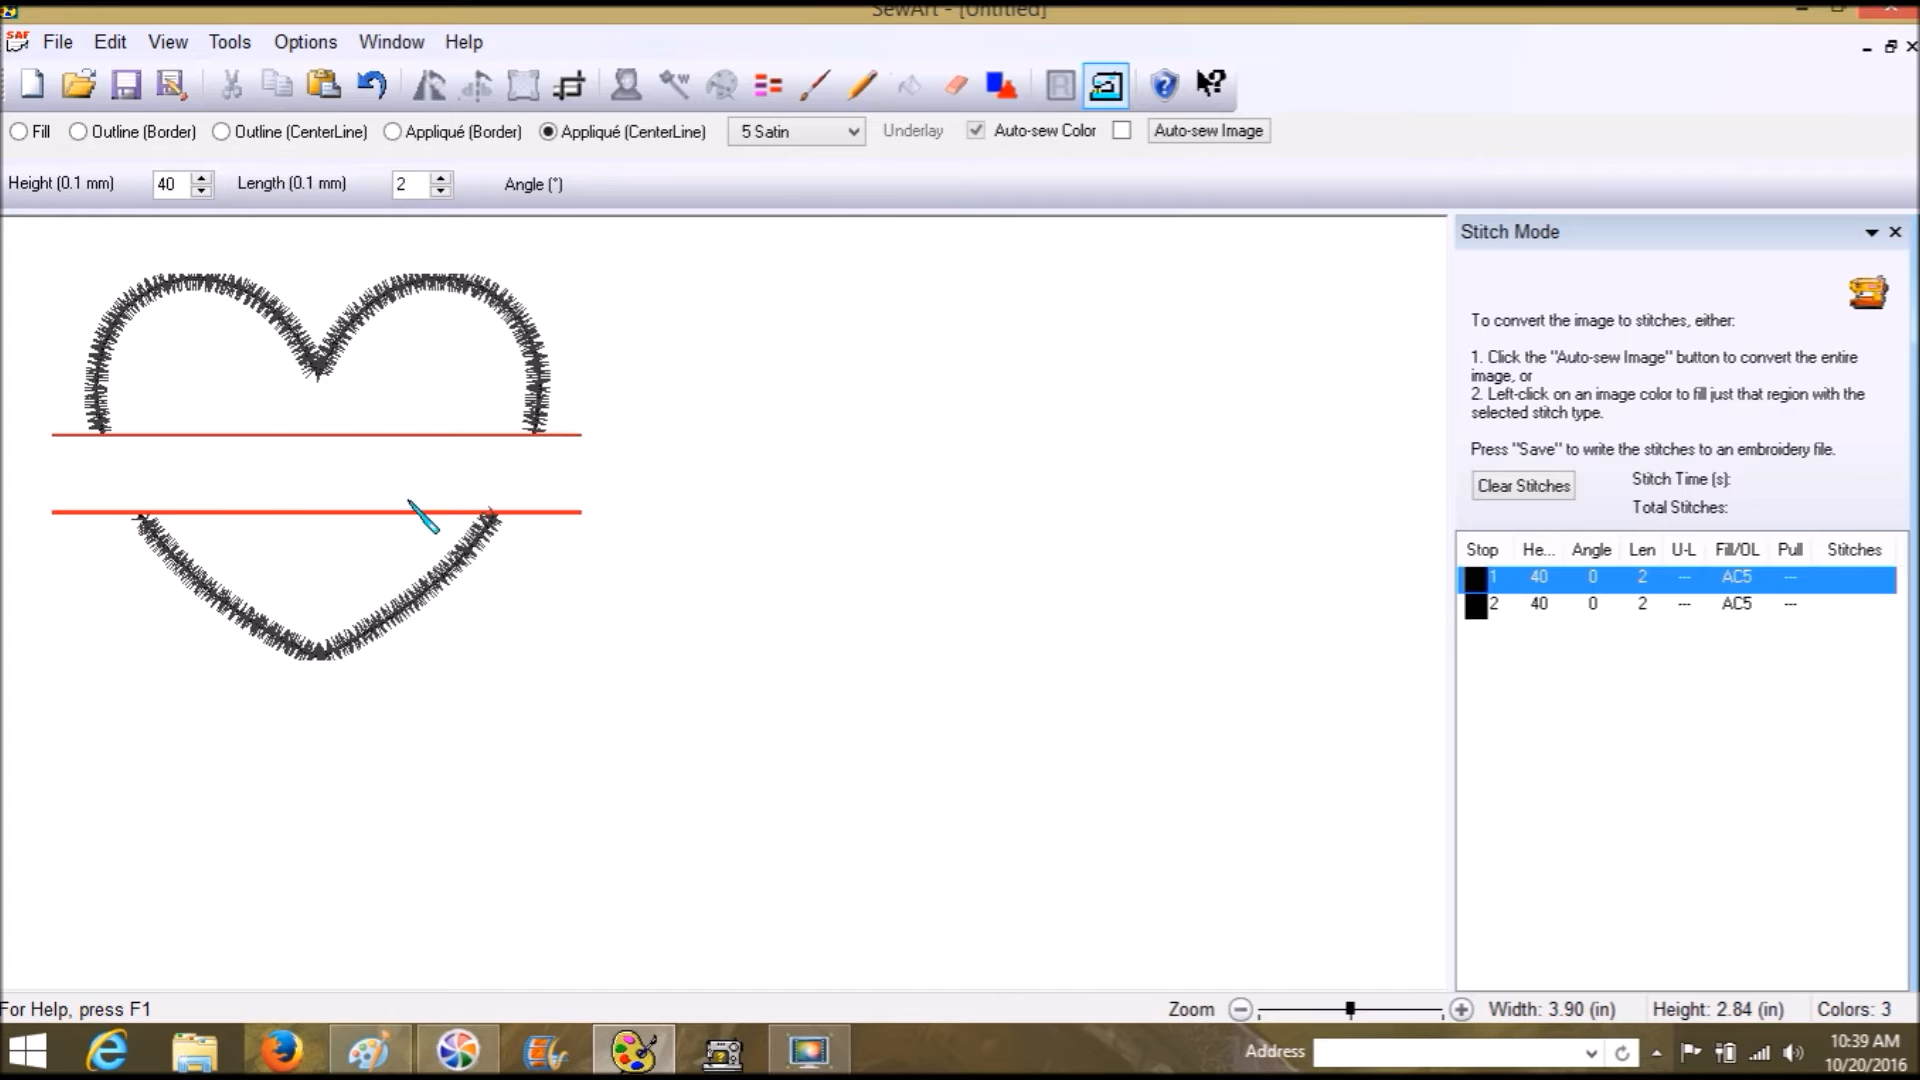 SewArt - [Untitled]
SAF File Edit View Tools Options Window Help
Fill Outline (Border) Outline (CenterLine) Appliqué (Border) Appliqué (CenterLine) 5 Satin Underlay Auto-sew Color Auto-sew Image
Height (0.1 mm) 40 Length (0.1 mm) 2 Angle (°)
Stitch Mode
To convert the image to stitches, either:
1. Click the "Auto-sew Image" button to convert the entire
image, or
2. Left-click on an image color to fill just that region with the
selected stitch type.
Press "Save" to write the stitches to an embroidery file.
Clear Stitches Stitch Time (s):
Total Stitches:
Stop He... Angle Len U-L Fill/OL Pull Stitches
1 40 0 2 --- AC5 ---
2 40 0 2 --- AC5 ---
For Help, press F1 Zoom Width: 3.90 (in) Height: 2.84 (in) Colors: 3
Address 10:39 AM
10/20/2016